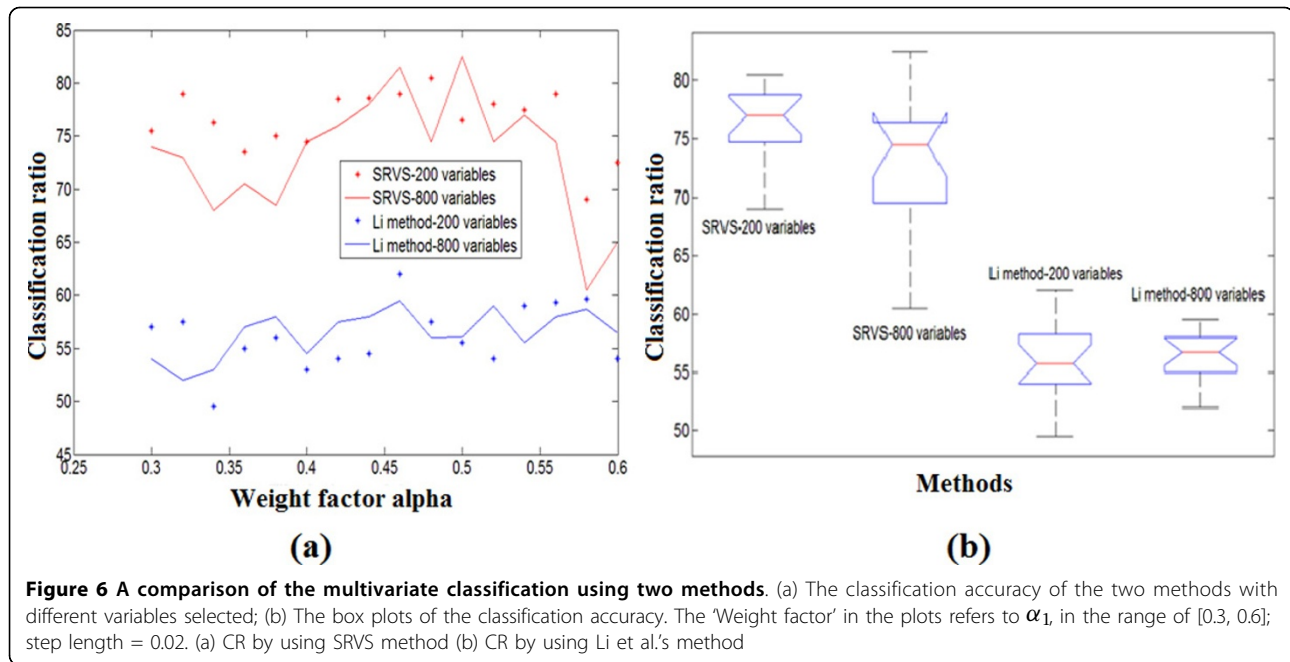 85
80
75
70
65
60
55
50
45
0.25
0.3
0.35
0.4
0.45
0.5
0.55
0.6
Classification ratio
Weight factor alpha
SRVS-200 variables
SRVS-800 variables
Li method-200 variables
Li method-800 variables
(a)
80
75
70
65
60
55
50
Classification ratio
SRVS-200 variables
SRVS-800 variables
Li method-200 variables
Li method-800 variables
Methods
(b)
Figure 6 A comparison of the multivariate classification using two methods. (a) The classification accuracy of the two methods with
different variables selected; (b) The box plots of the classification accuracy. The 'Weight factor' in the plots refers to α₁, in the range of [0.3, 0.6];
step length = 0.02. (a) CR by using SRVS method (b) CR by using Li et al.'s method